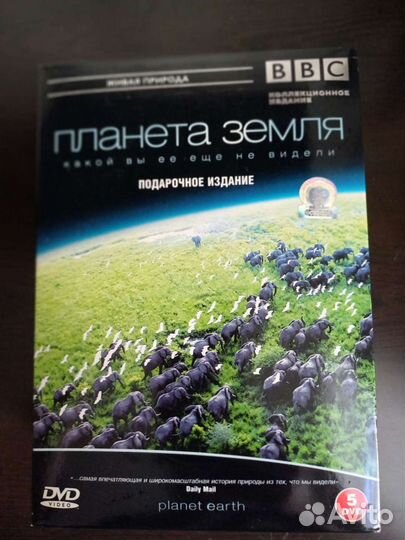 ЖИВАЯ ПРИРОДА
BBC
КОЛЛЕКЦИОННОЕ
ИЗДАНИЕ
ПЛАНЕТА ЗЕМЛЯ
какой вы ее еще не видели
ПОДАРОЧНОЕ ИЗДАНИЕ
"...самая впечатляющая и широкомасштабная история природы из тех, что мы видели"
Daily Mail
DVD
VIDEO
planet earth
5
DVD
Avito